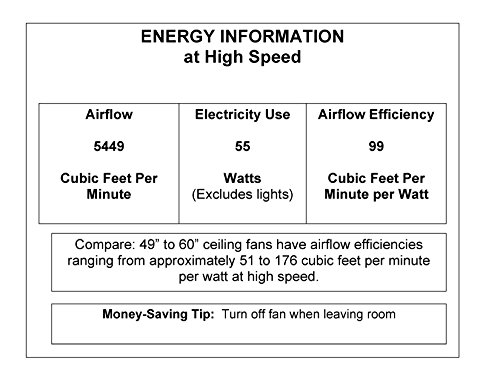 ENERGY INFORMATION
at High Speed
Airflow
5449
Cubic Feet Per
Minute
Electricity Use
55
Watts
(Excludes lights)
Airflow Efficiency
99
Cubic Feet Per
Minute per Watt
Compare: 49” to 60” ceiling fans have airflow efficiencies
ranging from approximately 51 to 176 cubic feet per minute
per watt at high speed.
Money-Saving Tip: Turn off fan when leaving room